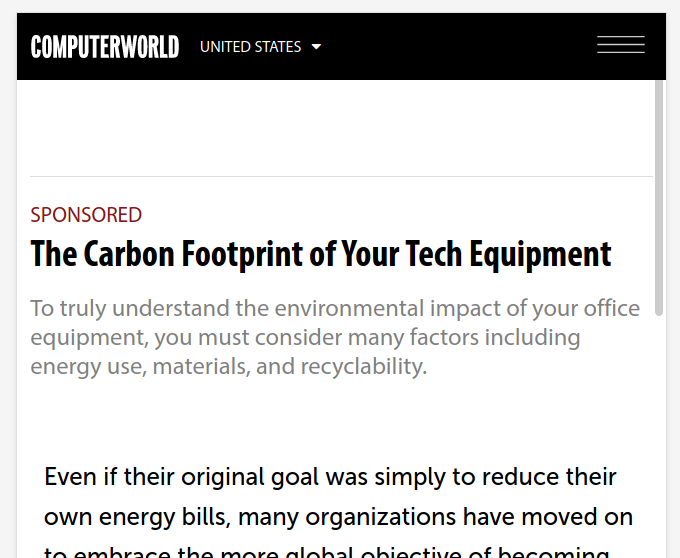 COMPUTERWORLD UNITED STATES
SPONSORED
The Carbon Footprint of Your Tech Equipment
To truly understand the environmental impact of your office
equipment, you must consider many factors including
energy use, materials, and recyclability.
Even if their original goal was simply to reduce their
own energy bills, many organizations have moved on
to embrace the more global objective of becoming